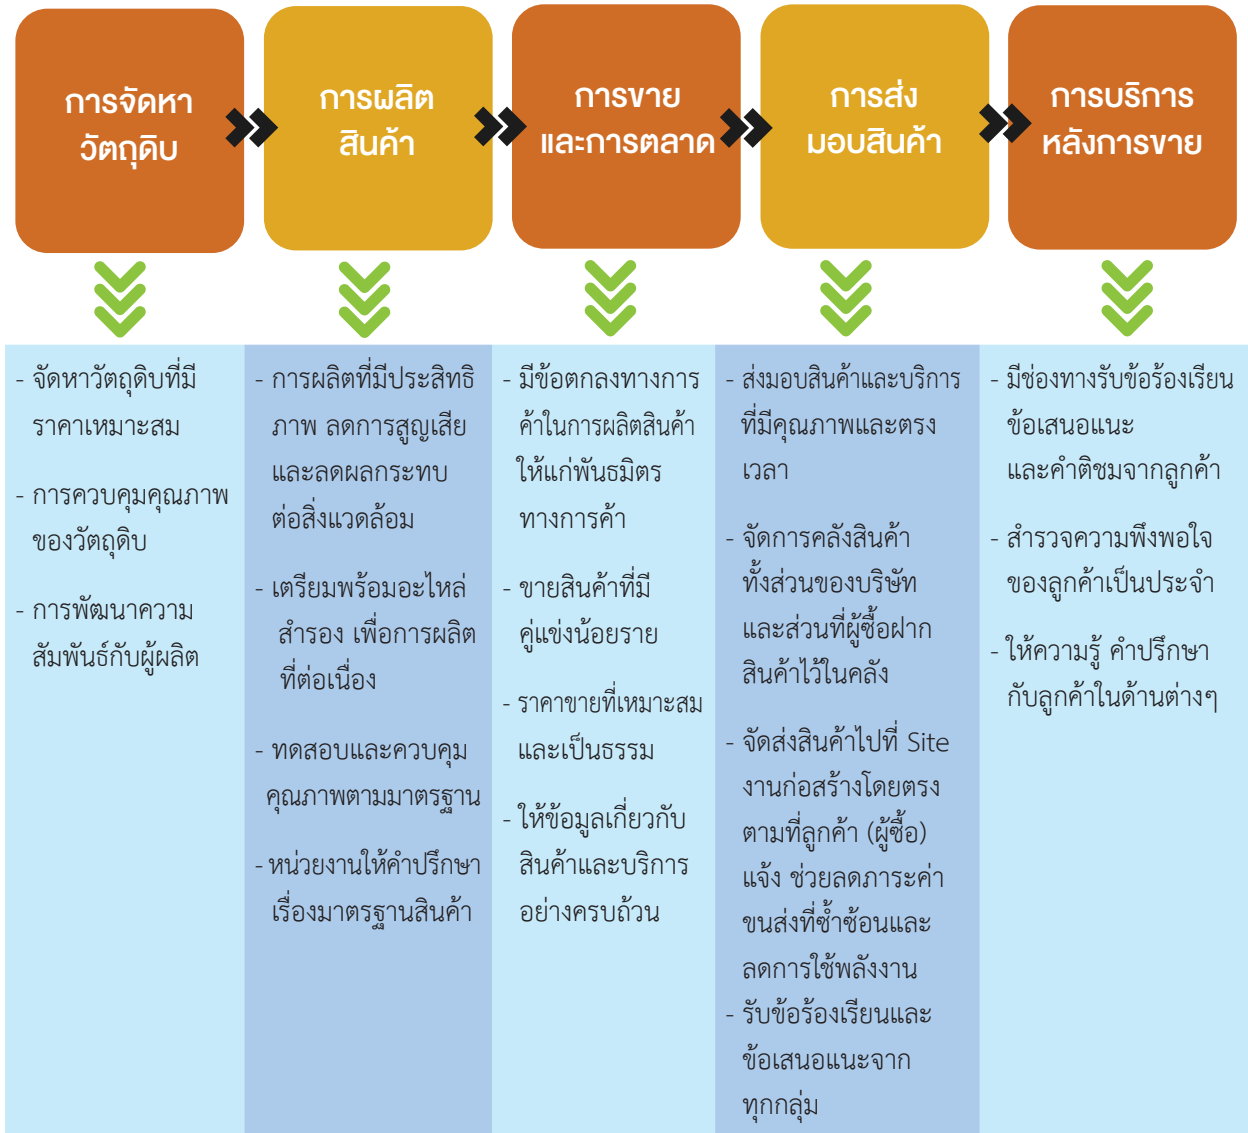 การจัดหา
วัตถุดิบ
การผลิต
สินค้า
การขาย
และการตลาด
การส่ง
มอบสินค้า
การบริการ
หลังการขาย
- จัดหาวัตถุดิบที่มี
ราคาเหมาะสม
- การควบคุมคุณภาพ
ของวัตถุดิบ
- การพัฒนาความ
สัมพันธ์กับผู้ผลิต
- การผลิตที่มีประสิทธิ
ภาพ ลดการสูญเสีย
และลดผลกระทบ
ต่อสิ่งแวดล้อม
- เตรียมพร้อมอะไหล่
สำรอง เพื่อการผลิต
ที่ต่อเนื่อง
- ทดสอบและควบคุม
คุณภาพตามมาตรฐาน
- หน่วยงานให้คำปรึกษา
เรื่องมาตรฐานสินค้า
- มีข้อตกลงทางการ
ค้าในการผลิตสินค้า
ให้แก่พันธมิตร
ทางการค้า
- ขายสินค้าที่มี
คู่แข่งน้อยราย
- ราคาขายที่เหมาะสม
และเป็นธรรม
- ให้ข้อมูลเกี่ยวกับ
สินค้าและบริการ
อย่างครบถ้วน
- ส่งมอบสินค้าและบริการ
ที่มีคุณภาพและตรง
เวลา
- จัดการคลังสินค้า
ทั้งส่วนของบริษัท
และส่วนที่ผู้ซื้อฝาก
สินค้าไว้ในคลัง
- จัดส่งสินค้าไปที่ Site
งานก่อสร้างโดยตรง
ตามที่ลูกค้า (ผู้ซื้อ)
แจ้ง ช่วยลดภาระค่า
ขนส่งที่ซ้ำซ้อนและ
ลดการใช้พลังงาน
- รับข้อร้องเรียนและ
ข้อเสนอแนะจาก
ทุกกลุ่ม
- มีช่องทางรับข้อร้องเรียน
ข้อเสนอแนะ
และคำติชมจากลูกค้า
- สำรวจความพึงพอใจ
ของลูกค้าเป็นประจำ
- ให้ความรู้ คำปรึกษา
กับลูกค้าในด้านต่างๆ